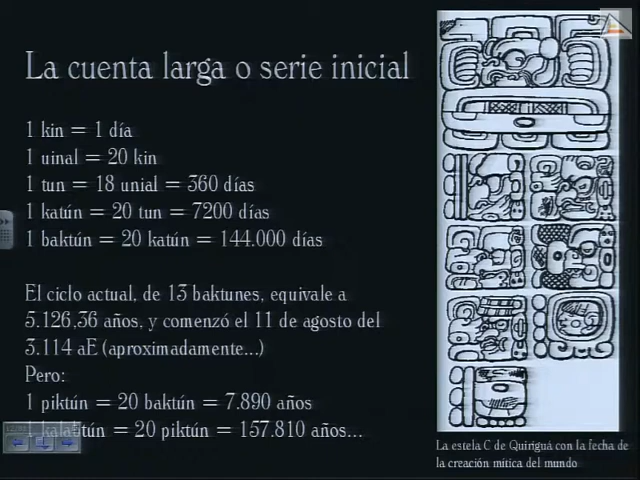 La cuenta larga o serie inicial
1 kin = 1 día
1 uinal = 20 kin
1 tun = 18 unial = 360 días
1 katún = 20 tun = 7200 días
1 baktún = 20 katún = 144.000 días
El ciclo actual, de 13 baktunes, equivale a
5.126,36 años, y comenzó el 11 de agosto del
3.114 aE (aproximadamente...)
Pero:
1 piktún = 20 baktún = 7.890 años
1 kalabtún = 20 piktún = 157.810 años...
La estela C de Quiriguá con la fecha de
la creación mítica del mundo